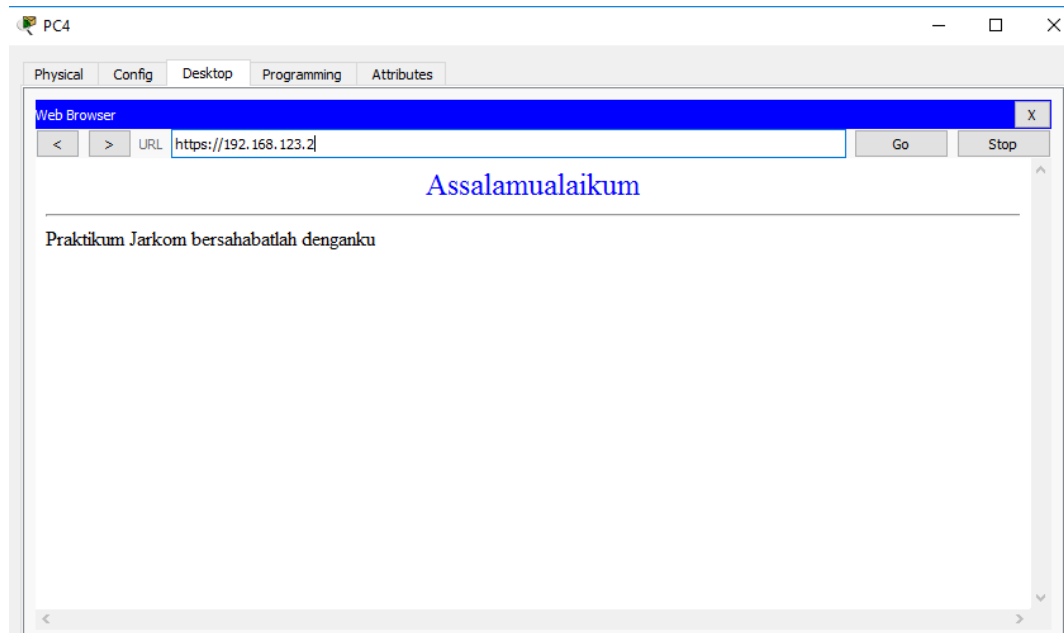 PC4
Physical Config Desktop Programming Attributes
Web Browser X
< > URL https://192.168.123.2 Go Stop
Assalamualaikum
Praktikum Jarkom bersahabatlah denganku